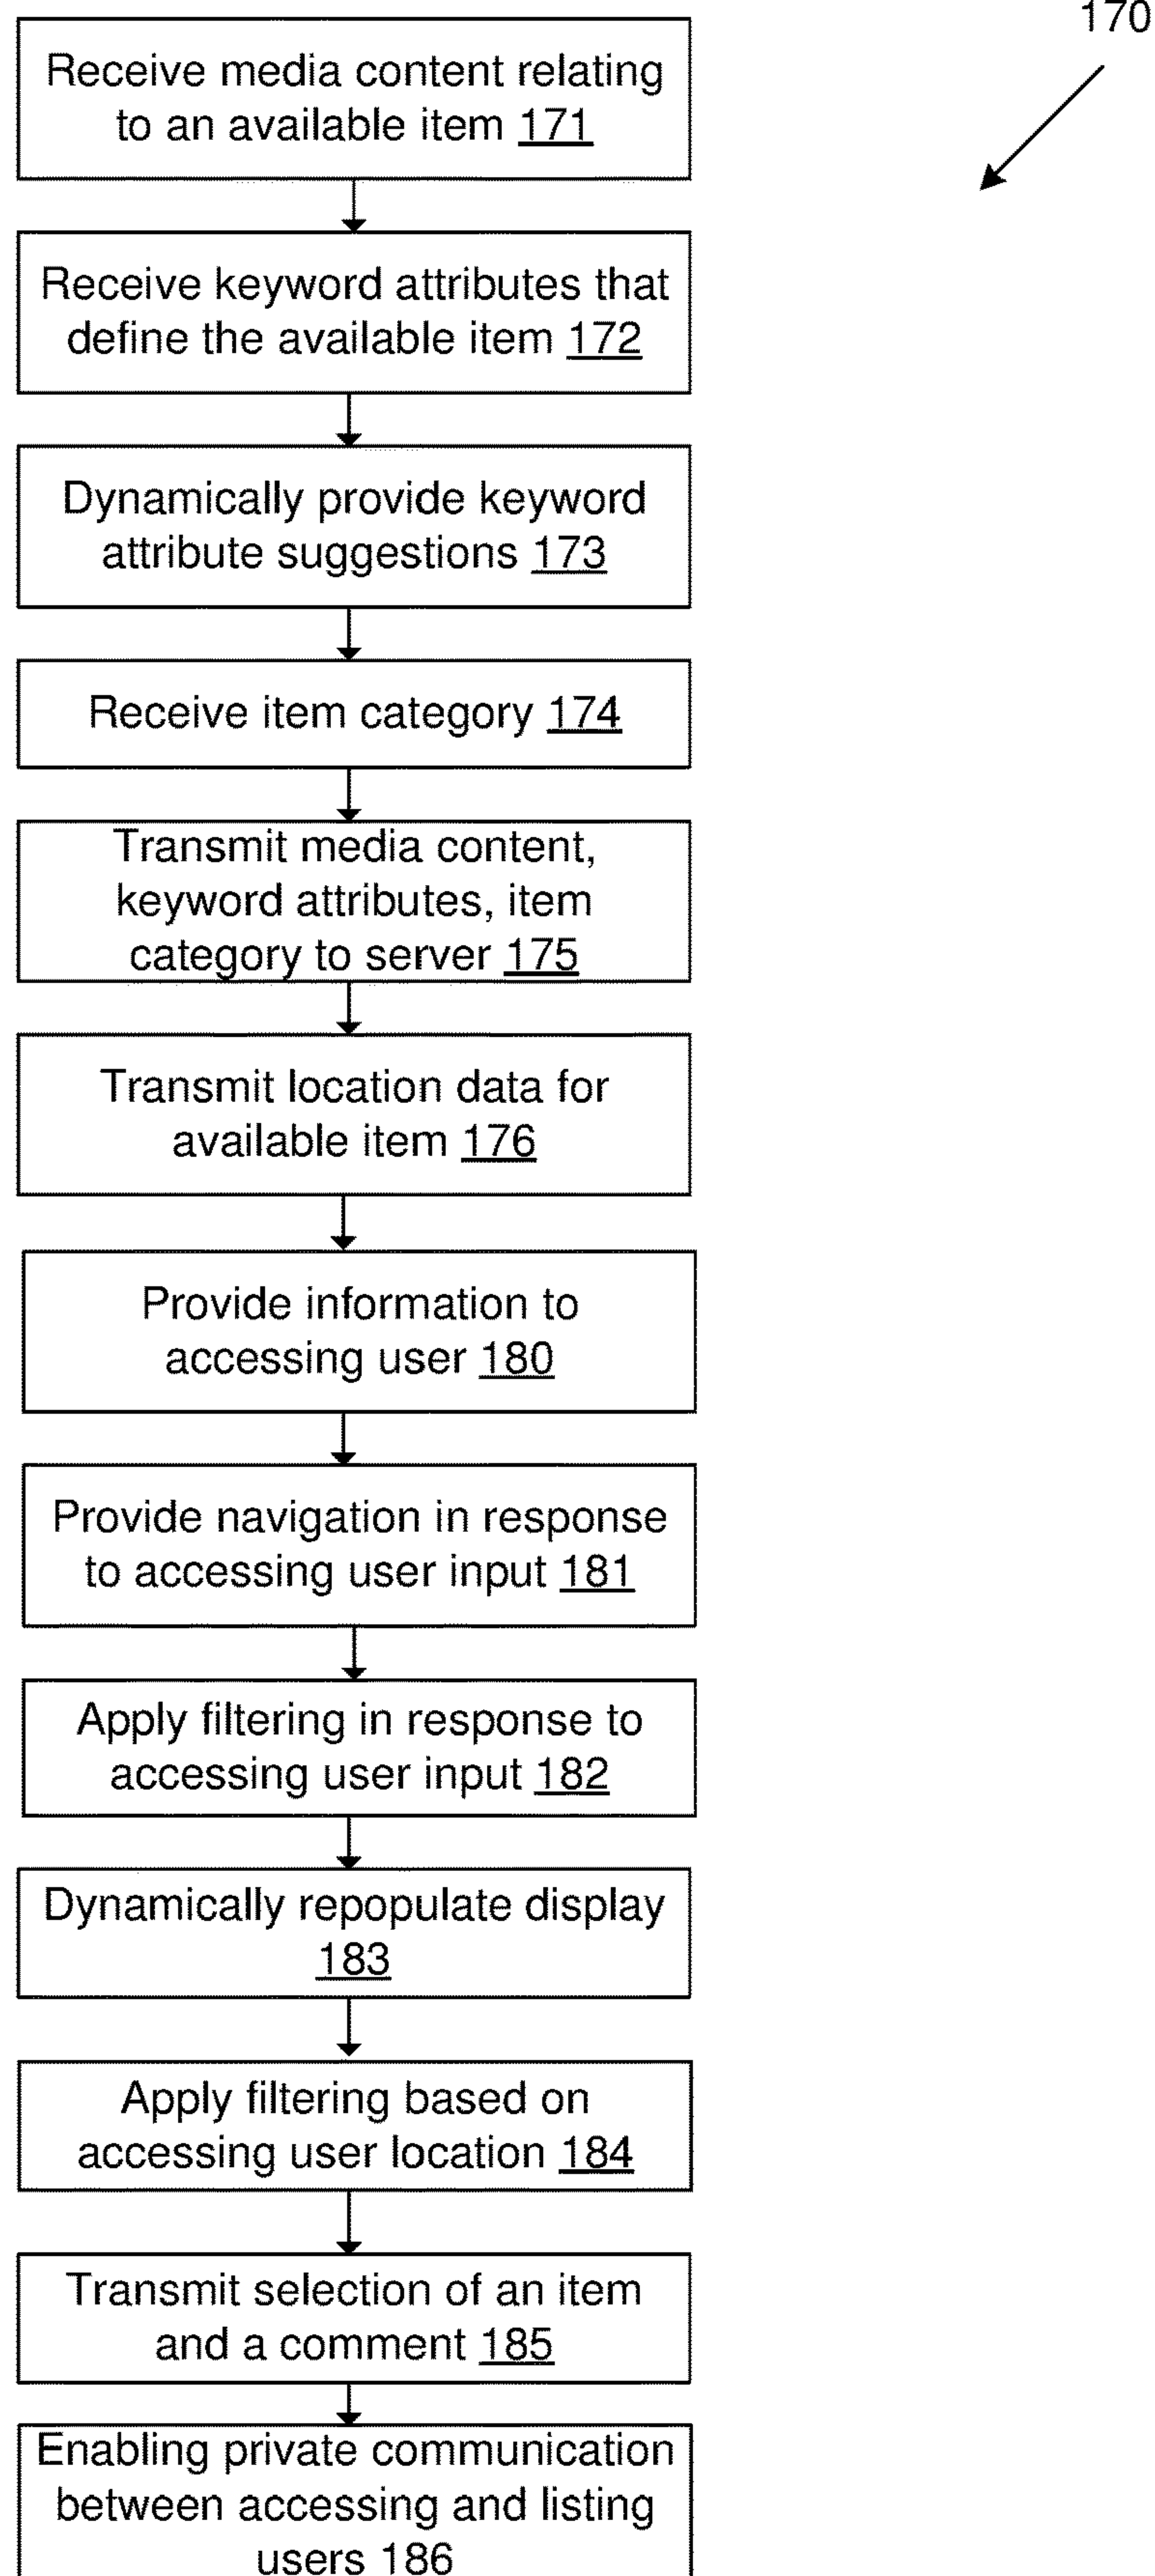 170
Receive media content relating
to an available item 171
Receive keyword attributes that
define the available item 172
Dynamically provide keyword
attribute suggestions 173
Receive item category 174
Transmit media content,
keyword attributes, item
category to server 175
Transmit location data for
available item 176
Provide information to
accessing user 180
Provide navigation in response
to accessing user input 181
Apply filtering in response to
accessing user input 182
Dynamically repopulate display
183
Apply filtering based on
accessing user location 184
Transmit selection of an item
and a comment 185
Enabling private communication
between accessing and listing
users 186